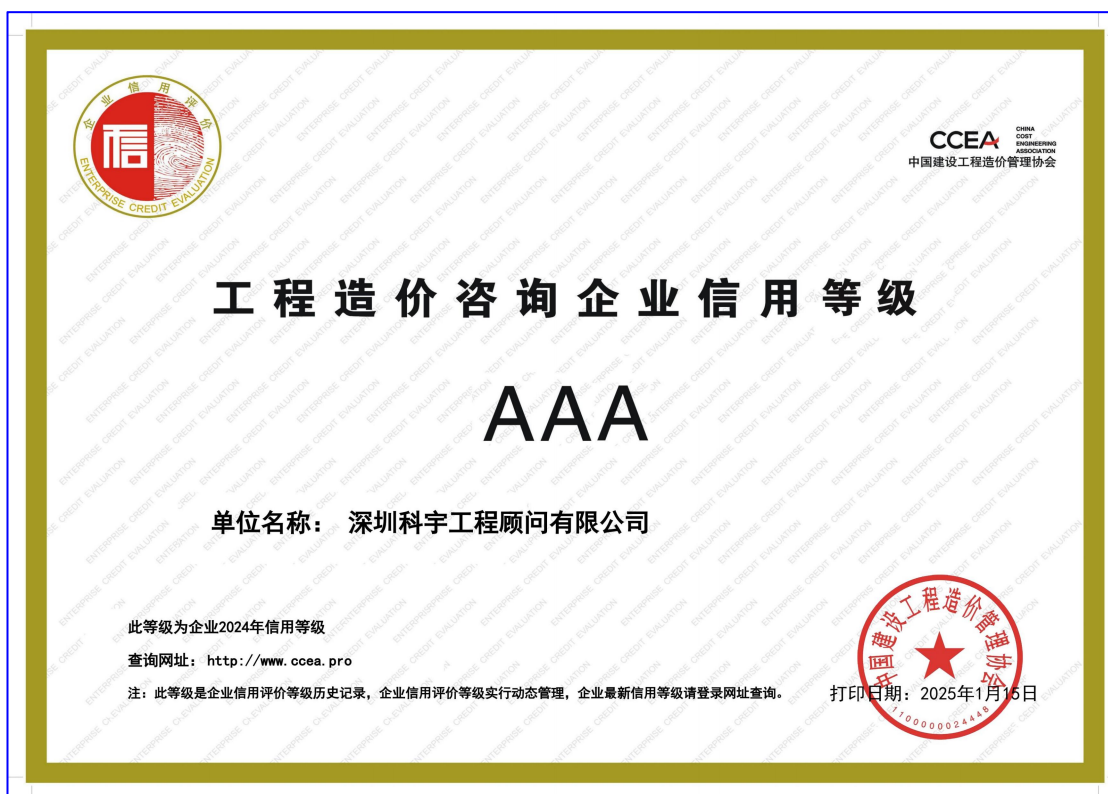 企业信用评价
信
ENTERPRISE CREDIT EVALUATION
CCEA
CHINA
COST
ENGINEERING
ASSOCIATION
中国建设工程造价管理协会
工程造价咨询企业信用等级
AAA
单位名称： 深圳科宇工程顾问有限公司
此等级为企业2024年信用等级
查询网址：http://www.ccea.pro
注：此等级是企业信用评价等级历史记录，企业信用评价等级实行动态管理，企业最新信用等级请登录网址查询。
打印日期：2025年1月15日
中国建设工程造价管理协会
1100000024448